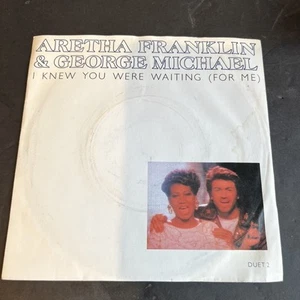 ARETHA FRANKLIN
& GEORGE MICHAEL
I KNEW YOU WERE WAITING (FOR ME)
DUET 2